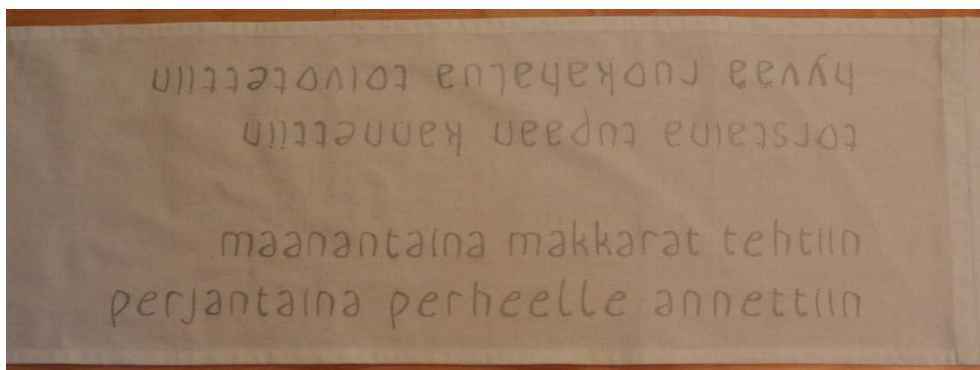 torstaina tupaan kannettiin
hyvää ruokahalua toivotettiin
maanantaina makkarat tehtiin
perjantaina perheelle annettiin